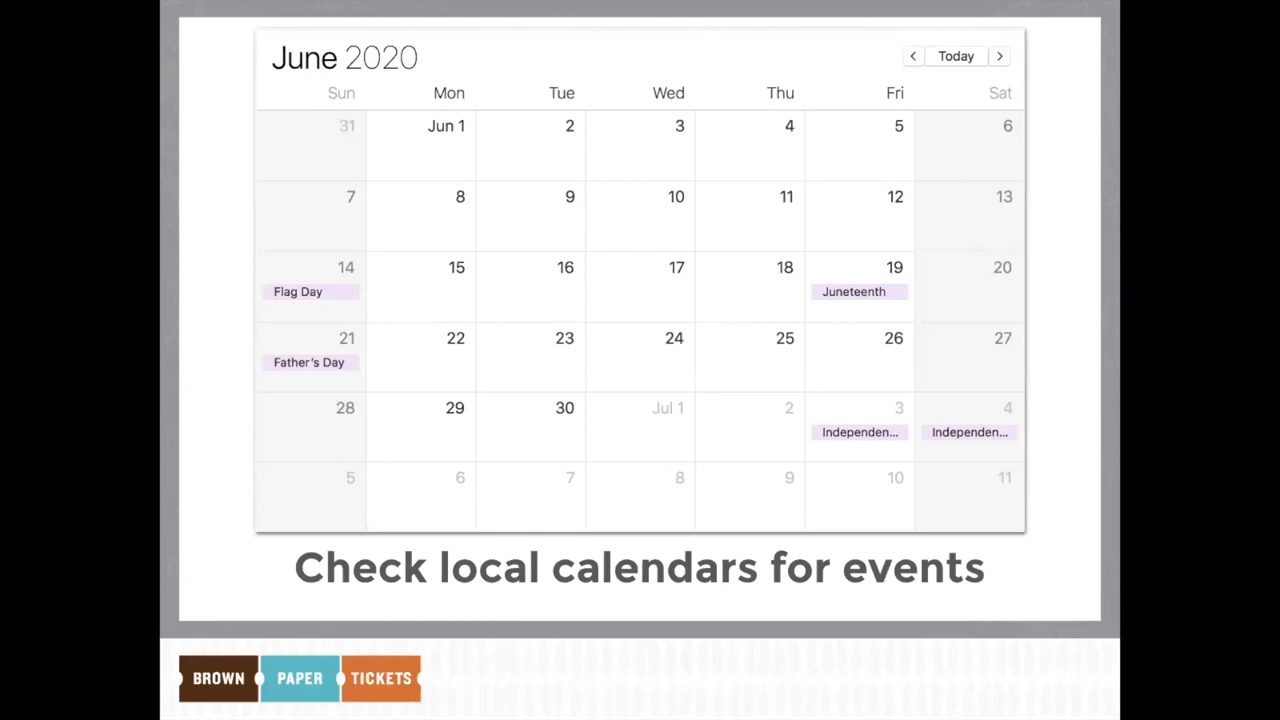 June 2020
< Today >
Sun Mon Tue Wed Thu Fri Sat
31 Jun 1 2 3 4 5 6
7 8 9 10 11 12 13
14 15 16 17 18 19 20
Flag Day Juneteenth
21 22 23 24 25 26 27
Father's Day
28 29 30 Jul 1 2 3 4
Independen... Independen...
5 6 7 8 9 10 11
Check local calendars for events
BROWN PAPER TICKETS